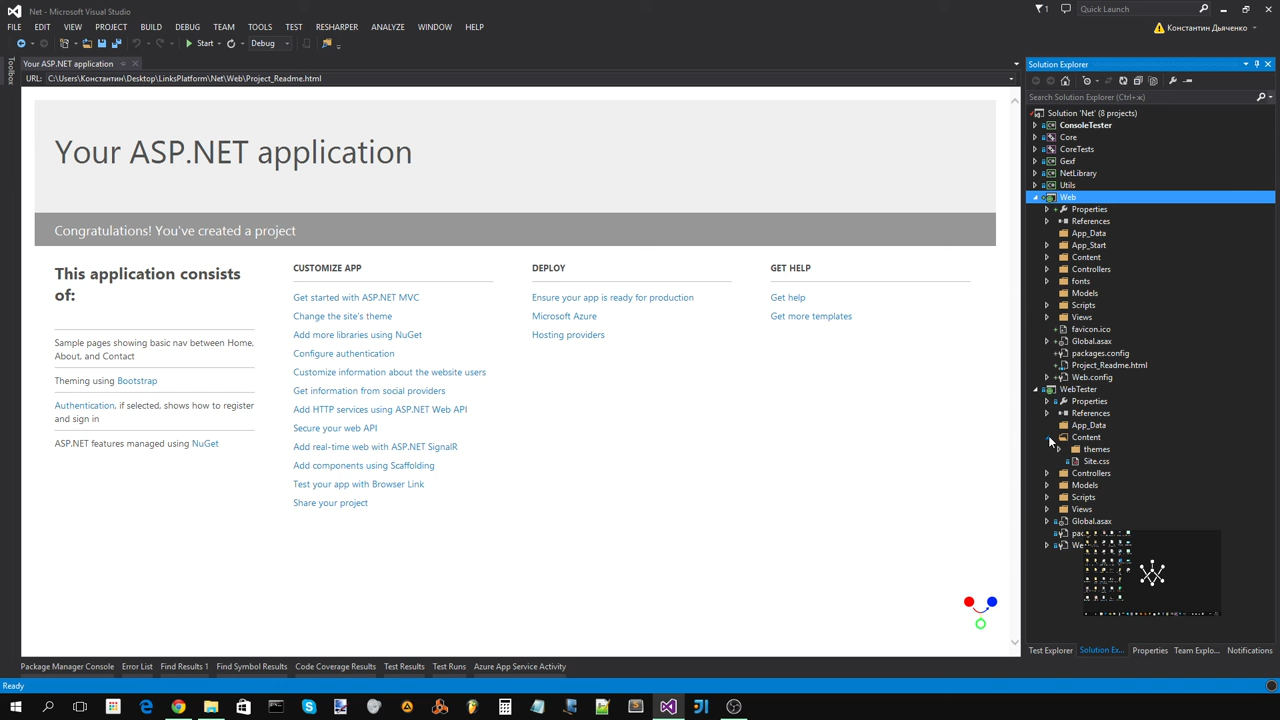 Net - Microsoft Visual Studio
1
Quick Launch
FILE EDIT VIEW PROJECT BUILD DEBUG TEAM TOOLS TEST RESHARPER ANALYZE WINDOW HELP
Константин Дьяченко
Start
Debug
Toolbox
Your ASP.NET application
URL: C:\Users\Константин\Desktop\LinksPlatform\Net\Web\Project_Readme.html
Your ASP.NET application
Congratulations! You've created a project
This application consists
of:
Sample pages showing basic nav between Home,
About, and Contact
Theming using Bootstrap
Authentication, if selected, shows how to register
and sign in
ASP.NET features managed using NuGet
CUSTOMIZE APP
Get started with ASP.NET MVC
Change the site's theme
Add more libraries using NuGet
Configure authentication
Customize information about the website users
Get information from social providers
Add HTTP services using ASP.NET Web API
Secure your web API
Add real-time web with ASP.NET SignalR
Add components using Scaffolding
Test your app with Browser Link
Share your project
DEPLOY
Ensure your app is ready for production
Microsoft Azure
Hosting providers
GET HELP
Get help
Get more templates
Solution Explorer
Search Solution Explorer (Ctrl+ж)
Solution 'Net' (8 projects)
ConsoleTester
Core
CoreTests
Gexf
NetLibrary
Utils
Web
Properties
References
App_Data
App_Start
Content
Controllers
fonts
Models
Scripts
Views
favicon.ico
Global.asax
packages.config
Project_Readme.html
Web.config
WebTester
Properties
References
App_Data
Content
themes
Site.css
Controllers
Models
Scripts
Views
Global.asax
pac
We
Test Explorer Solution Ex... Properties Team Explo... Notifications
Package Manager Console Error List Find Results 1 Find Symbol Results Code Coverage Results Test Results Test Runs Azure App Service Activity
Ready